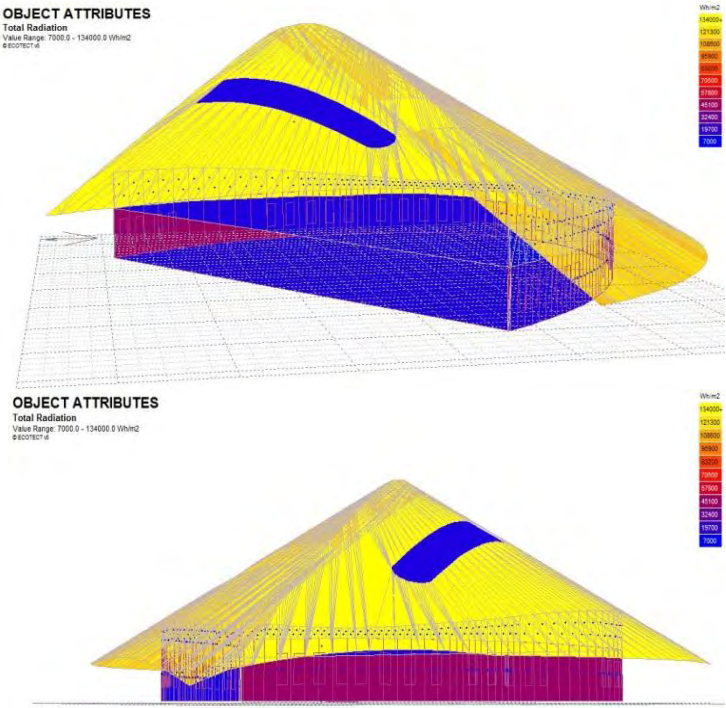 OBJECT ATTRIBUTES
Total Radiation
Value Range: 7000.0 - 134000.0 Wh/m2
© ECOTECT v5
Wh/m2
134000+
121300
108600
95900
83200
70500
57800
45100
32400
19700
7000
OBJECT ATTRIBUTES
Total Radiation
Value Range: 7000.0 - 134000.0 Wh/m2
© ECOTECT v5
Wh/m2
134000+
121300
108600
95900
83200
70500
57800
45100
32400
19700
7000